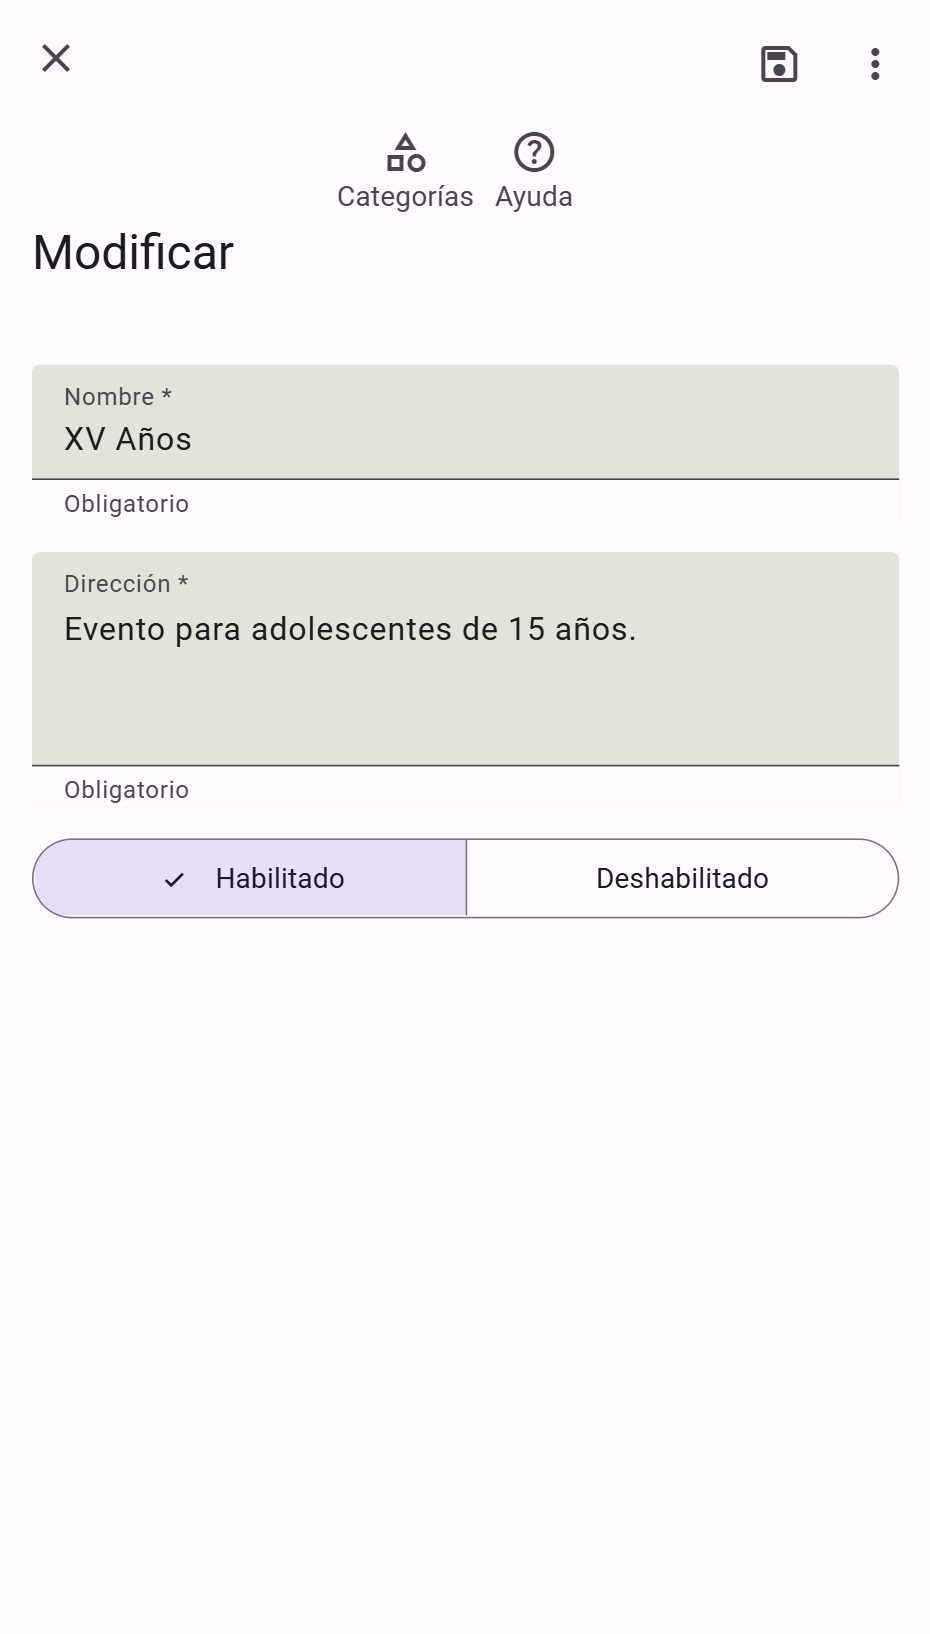 Categorías Ayuda
Modificar
Nombre *
XV Años
Obligatorio
Dirección *
Evento para adolescentes de 15 años.
Obligatorio
Habilitado Deshabilitado